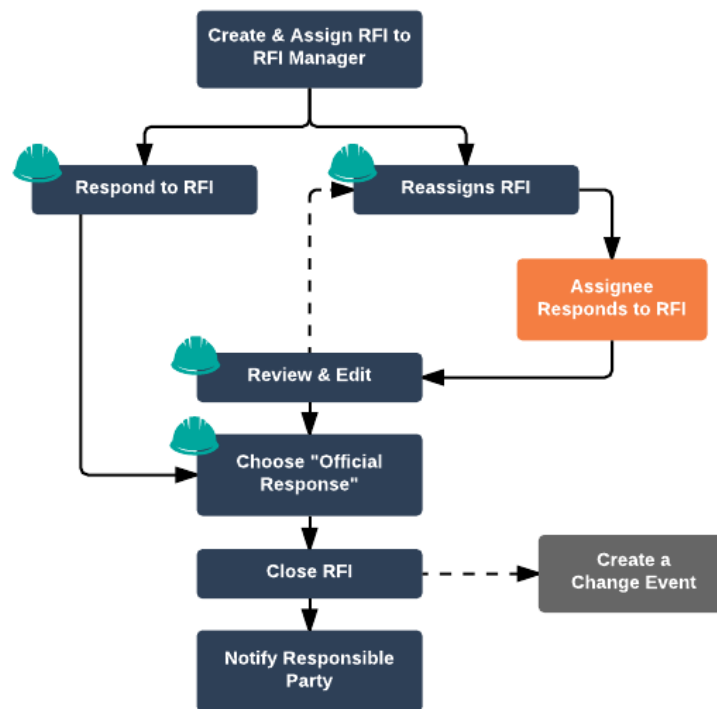 Create & Assign RFI to
RFI Manager
Respond to RFI
Reassigns RFI
Assignee
Responds to RFI
Review & Edit
Choose "Official
Response"
Close RFI
Create a
Change Event
Notify Responsible
Party